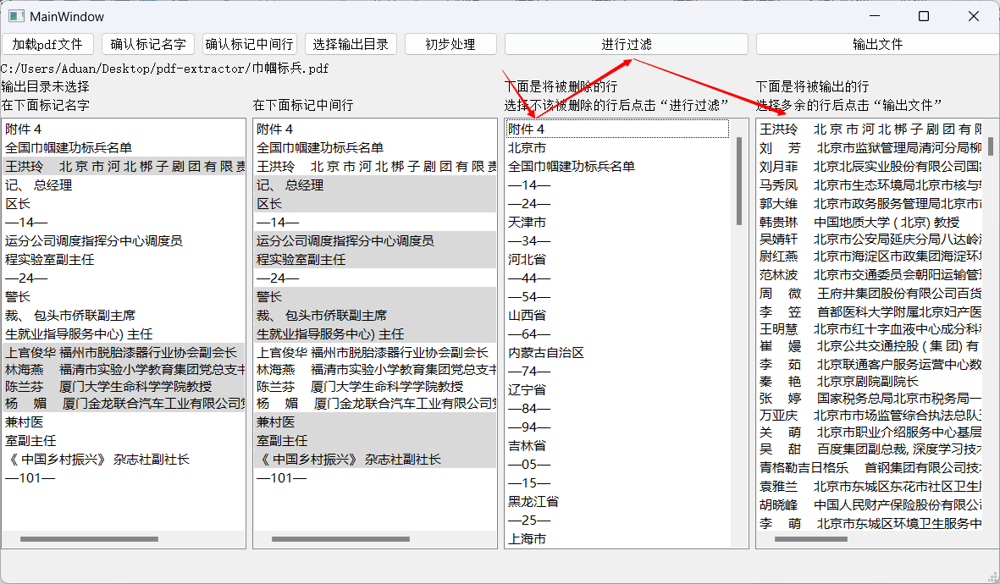 MainWindow
加载pdf文件
确认标记名字
确认标记中间行
选择输出目录
初步处理
进行过滤
输出文件
C:/Users/Aduan/Desktop/pdf-extractor/巾帼标兵.pdf
输出目录未选择
在下面标记名字
在下面标记中间行
下面是将被删除的行
选择不该被删除的行后点击“进行过滤”
下面是将被输出的行
选择多余的行后点击“输出文件”
附件 4
全国巾帼建功标兵名单
王洪玲 北 京 市 河 北 梆 子 剧 团 有 限 责
记、 总经理
区长
—14—
运分公司调度指挥分中心调度员
程实验室副主任
—24—
警长
裁、 包头市侨联副主席
生就业指导服务中心) 主任
上官俊华 福州市脱胎漆器行业协会副会长
林海燕 福清市实验小学教育集团党总支书
陈兰芬 厦门大学生命科学学院教授
杨 媚 厦门金龙联合汽车工业有限公司党
兼村医
室副主任
《 中国乡村振兴》 杂志社副社长
—101—
附件 4
全国巾帼建功标兵名单
王洪玲 北 京 市 河 北 梆 子 剧 团 有 限 责
记、 总经理
区长
—14—
运分公司调度指挥分中心调度员
程实验室副主任
—24—
警长
裁、 包头市侨联副主席
生就业指导服务中心) 主任
上官俊华 福州市脱胎漆器行业协会副会长
林海燕 福清市实验小学教育集团党总支书
陈兰芬 厦门大学生命科学学院教授
杨 媚 厦门金龙联合汽车工业有限公司党
兼村医
室副主任
《 中国乡村振兴》 杂志社副社长
—101—
附件 4
北京市
全国巾帼建功标兵名单
—14—
—24—
天津市
—34—
河北省
—44—
—54—
山西省
—64—
内蒙古自治区
—74—
辽宁省
—84—
—94—
吉林省
—05—
—15—
黑龙江省
—25—
上海市
王洪玲 北 京 市 河 北 梆 子 剧 团 有 限
刘 芳 北京市监狱管理局清河分局柳
刘月菲 北京北辰实业股份有限公司国
马秀凤 北京市生态环境局北京市核与
郭大维 北京市政务服务管理局北京市
韩贵琳 中国地质大学 ( 北京) 教授
吴婧轩 北京市公安局延庆分局八达岭
尉红燕 北京市海淀区市政集团海淀环
范林波 北京市交通委员会朝阳运输管
周 微 王府井集团股份有限公司百货
李 笠 首都医科大学附属北京妇产医
王明慧 北京市红十字血液中心成分科
崔 嫚 北京公共交通控股 ( 集 团) 有
李 茹 北京联通客户服务运营中心数
秦 艳 北京京剧院副院长
张 婷 国家税务总局北京市税务局一
万亚庆 北京市市场监管综合执法总队
关 萌 北京市职业介绍服务中心基层
吴 甜 百度集团副总裁, 深度学习技
青格勒吉日格乐 首钢集团有限公司技
袁雅兰 北京市东城区东花市社区卫生
胡晓峰 中国人民财产保险股份有限公
李 萌 北京市东城区环境卫生服务中